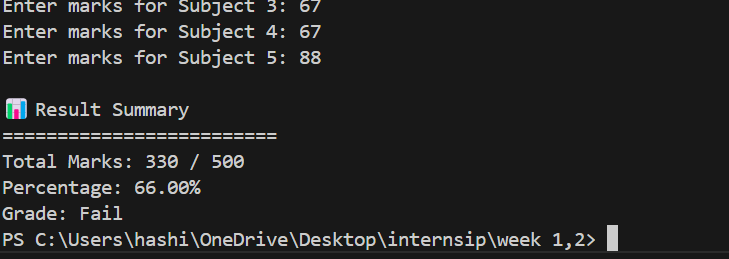 Enter marks for Subject 3: 67
Enter marks for Subject 4: 67
Enter marks for Subject 5: 88
📊 Result Summary
=========================
Total Marks: 330 / 500
Percentage: 66.00%
Grade: Fail
PS C:\Users\hashi\OneDrive\Desktop\internsip\week 1,2>